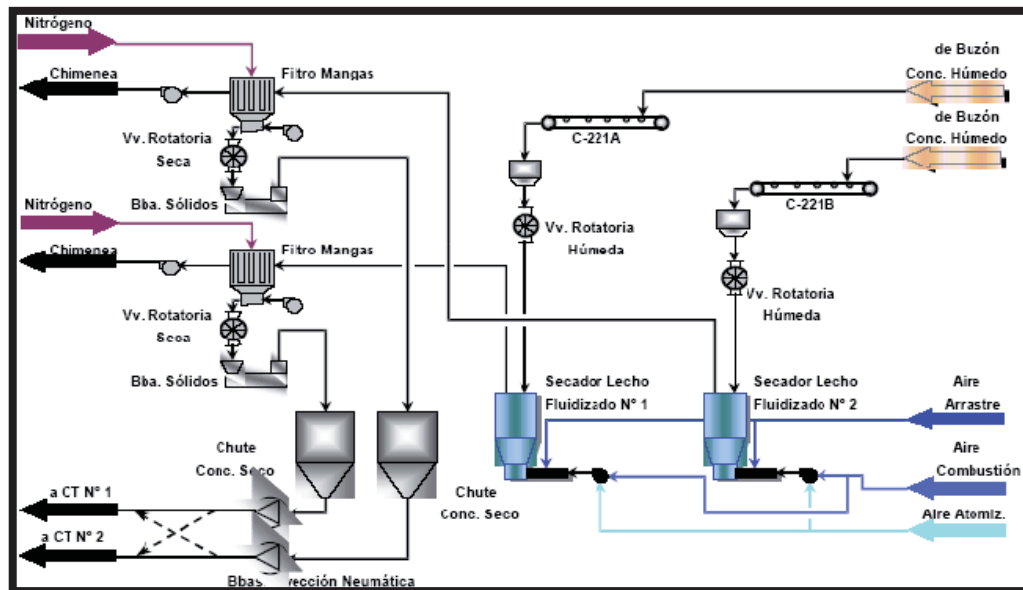 Nitrógeno
Chimenea
Filtro Mangas
Vv. Rotatoria
Seca
Bba. Sólidos
Nitrógeno
Chimenea
Filtro Mangas
Vv. Rotatoria
Seca
Bba. Sólidos
de Buzón
Conc. Húmedo
de Buzón
Conc. Húmedo
C-221A
C-221B
Vv. Rotatoria
Húmeda
Vv. Rotatoria
Húmeda
Secador Lecho
Fluidizado N° 1
Secador Lecho
Fluidizado N° 2
Aire
Arrastre
Aire
Combustión
Aire Atomiz.
Chute
Conc. Seco
Chute
Conc. Seco
a CT N° 1
a CT N° 2
Bbas. Neumática